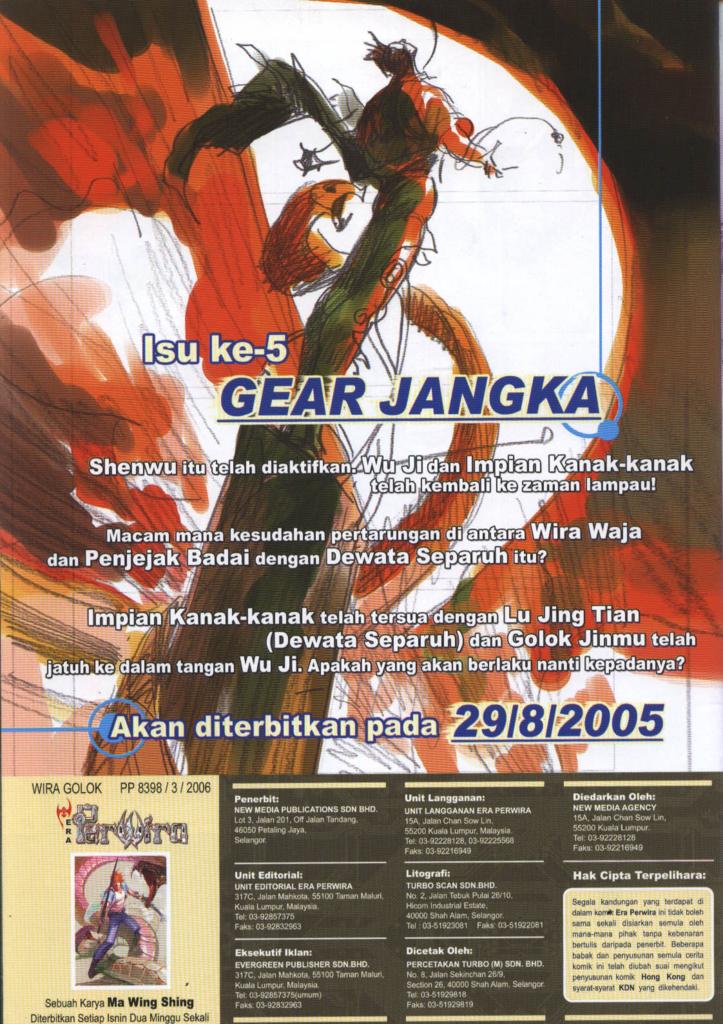 Isu ke-5
GEAR JANGKA
Shenwu itu telah diaktifkan. Wu Ji dan Impian Kanak-kanak
telah kembali ke zaman lampau!
Macam mana kesudahan pertarungan di antara Wira Waja
dan Penjejak Badai dengan Dewata Separuh itu?
Impian Kanak-kanak telah tersua dengan Lu Jing Tian
(Dewata Separuh) dan Golok Jinmu telah
jatuh ke dalam tangan Wu Ji. Apakah yang akan berlaku nanti kepadanya?
Akan diterbitkan pada 29/8/2005
WIRA GOLOK PP 8398 / 3 / 2006
ERA
Perwira
Sebuah Karya Ma Wing Shing
Diterbitkan Setiap Isnin Dua Minggu Sekali
Penerbit:
NEW MEDIA PUBLICATIONS SDN BHD.
Lot 3, Jalan 201, Off Jalan Tandang,
46050 Petaling Jaya,
Selangor.
Unit Editorial:
UNIT EDITORIAL ERA PERWIRA
317C, Jalan Mahkota, 55100 Taman Maluri,
Kuala Lumpur, Malaysia.
Tel: 03-92857375
Faks: 03-92832963
Eksekutif Iklan:
EVERGREEN PUBLISHER SDN.BHD.
317C, Jalan Mahkota, 55100 Taman Maluri,
Kuala Lumpur, Malaysia.
Tel: 03-92857375(umum)
Faks: 03-92832963
Unit Langganan:
UNIT LANGGANAN ERA PERWIRA
15A, Jalan Chan Sow Lin,
55200 Kuala Lumpur, Malaysia.
Tel: 03-92228128, 03-92225568
Faks: 03-92216949
Litografi:
TURBO SCAN SDN.BHD.
No. 2, Jalan Tebuk Pulai 26/10,
Hicom Industrial Estate,
40000 Shah Alam, Selangor.
Tel : 03-51923081 Faks: 03-51922081
Dicetak Oleh:
PERCETAKAN TURBO (M) SDN. BHD.
No. 8, Jalan Sekinchan 26/9,
Section 26, 40000 Shah Alam, Selangor.
Tel: 03-51929818
Faks: 03-51929819
Diedarkan Oleh:
NEW MEDIA AGENCY
15A, Jalan Chan Sow Lin,
55200 Kuala Lumpur.
Tel: 03-92228128
Faks: 03-92216949
Hak Cipta Terpelihara:
Segala kandungan yang terdapat di
dalam komik Era Perwira ini tidak boleh
sama sekali disiarkan semula oleh
mana-mana pihak tanpa kebenaran
bertulis daripada penerbit. Beberapa
babak dan penyusunan semula cerita
komik ini telah diubah suai mengikut
penyusunan komik Hong Kong dan
syarat-syarat KDN yang dikehendaki.